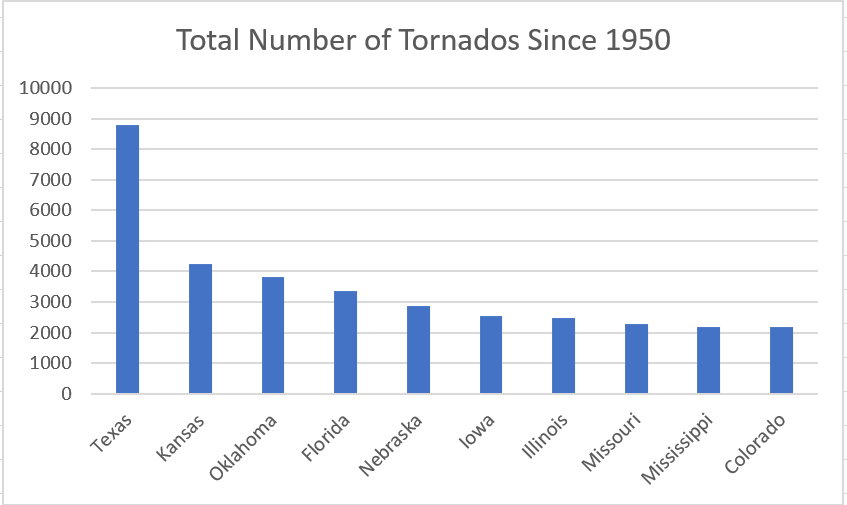 Total Number of Tornados Since 1950
10000
9000
8000
7000
6000
5000
4000
3000
2000
1000
0
Texas
Kansas
Oklahoma
Florida
Nebraska
Iowa
Illinois
Missouri
Mississippi
Colorado